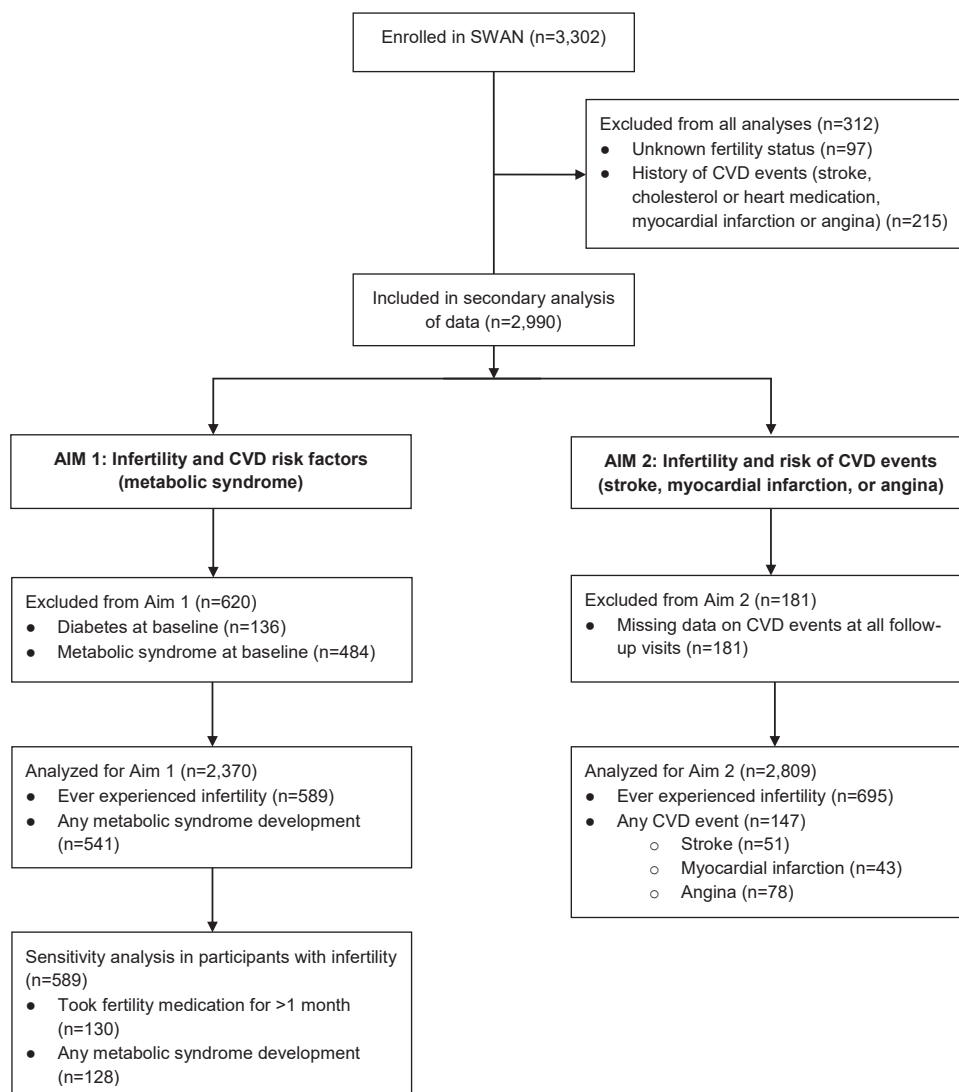 Enrolled in SWAN (n=3,302)
Excluded from all analyses (n=312)
● Unknown fertility status (n=97)
● History of CVD events (stroke,
cholesterol or heart medication,
myocardial infarction or angina) (n=215)
Included in secondary analysis
of data (n=2,990)
AIM 1: Infertility and CVD risk factors
(metabolic syndrome)
Excluded from Aim 1 (n=620)
● Diabetes at baseline (n=136)
● Metabolic syndrome at baseline (n=484)
Analyzed for Aim 1 (n=2,370)
● Ever experienced infertility (n=589)
● Any metabolic syndrome development
(n=541)
Sensitivity analysis in participants with infertility
(n=589)
● Took fertility medication for >1 month
(n=130)
● Any metabolic syndrome development
(n=128)
AIM 2: Infertility and risk of CVD events
(stroke, myocardial infarction, or angina)
Excluded from Aim 2 (n=181)
● Missing data on CVD events at all follow-
up visits (n=181)
Analyzed for Aim 2 (n=2,809)
● Ever experienced infertility (n=695)
● Any CVD event (n=147)
○ Stroke (n=51)
○ Myocardial infarction (n=43)
○ Angina (n=78)